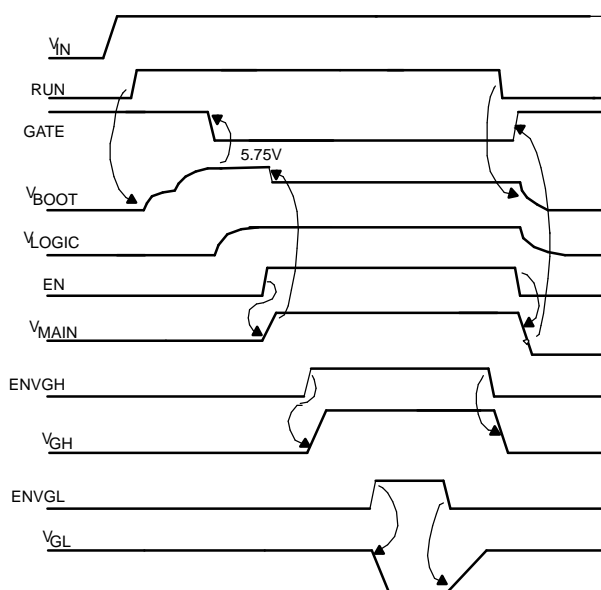 VIN
RUN
GATE
5.75V
VBOOT
VLOGIC
EN
VMAIN
ENVGH
VGH
ENVGL
VGL